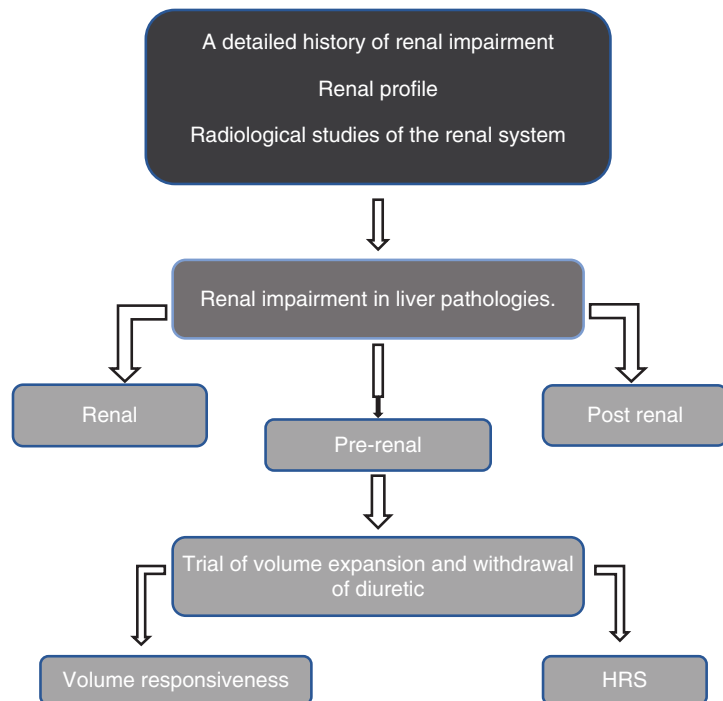 A detailed history of renal impairment
Renal profile
Radiological studies of the renal system
Renal impairment in liver pathologies.
Renal
Post renal
Pre-renal
Trial of volume expansion and withdrawal
of diuretic
Volume responsiveness
HRS